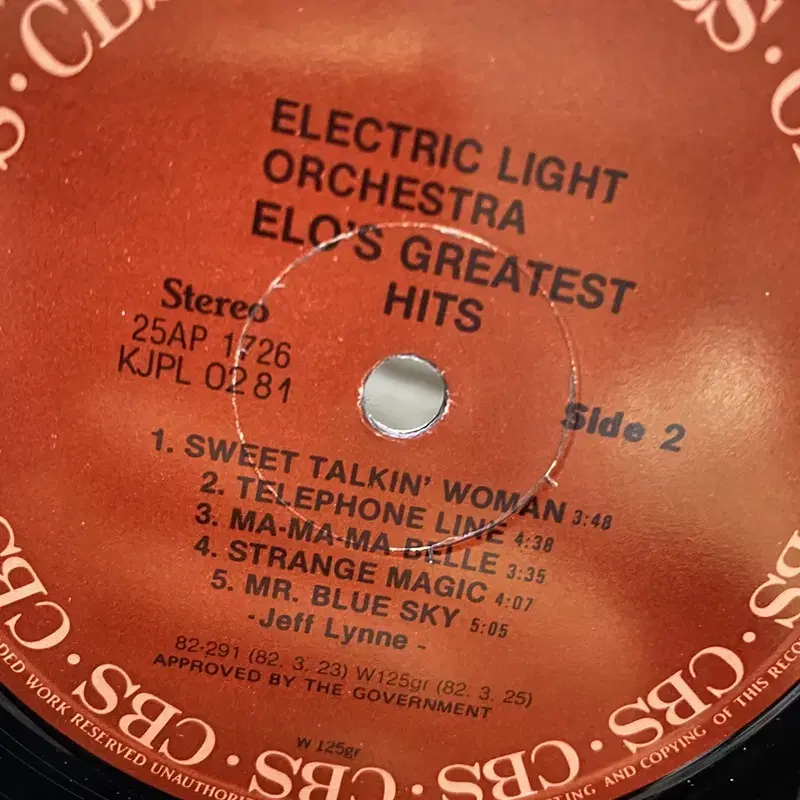 ELECTRIC LIGHT
ORCHESTRA
ELO'S GREATEST
HITS
Stereo
25AP 1726
KJPL 0281
Side 2
1. SWEET TALKIN' WOMAN 3:48
2. TELEPHONE LINE 4:38
3. MA-MA-MA BELLE 3:35
4. STRANGE MAGIC 4:07
5. MR. BLUE SKY 5:05
-Jeff Lynne -
82-291 (82. 3. 23) W125gr (82. 3. 25)
APPROVED BY THE GOVERNMENT
W 125gr
CBS · CBS · CBS · CBS · CBS · CBS · CBS
WORK RESERVED UNAUTHORI
AND COPYING OF THIS RECO